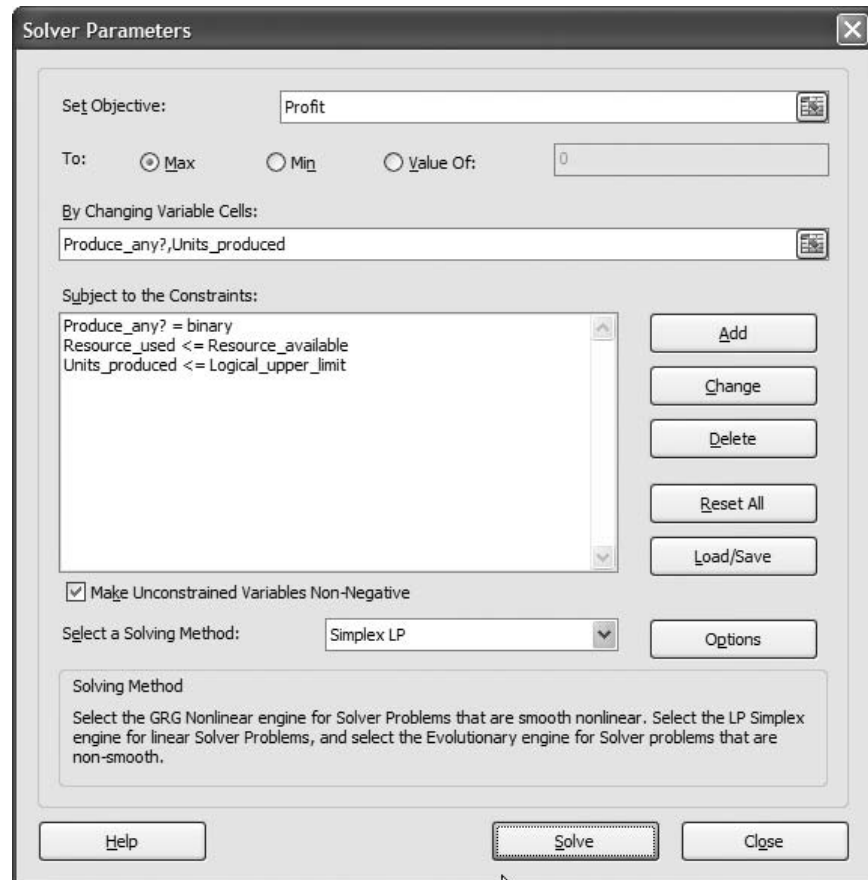 Solver Parameters
Set Objective:
Profit
To:
Max
Min
Value Of:
0
By Changing Variable Cells:
Produce_any?,Units_produced
Subject to the Constraints:
Produce_any? = binary
Resource_used <= Resource_available
Units_produced <= Logical_upper_limit
Add
Change
Delete
Reset All
Load/Save
Make Unconstrained Variables Non-Negative
Select a Solving Method:
Simplex LP
Options
Solving Method
Select the GRG Nonlinear engine for Solver Problems that are smooth nonlinear. Select the LP Simplex
engine for linear Solver Problems, and select the Evolutionary engine for Solver problems that are
non-smooth.
Help
Solve
Close